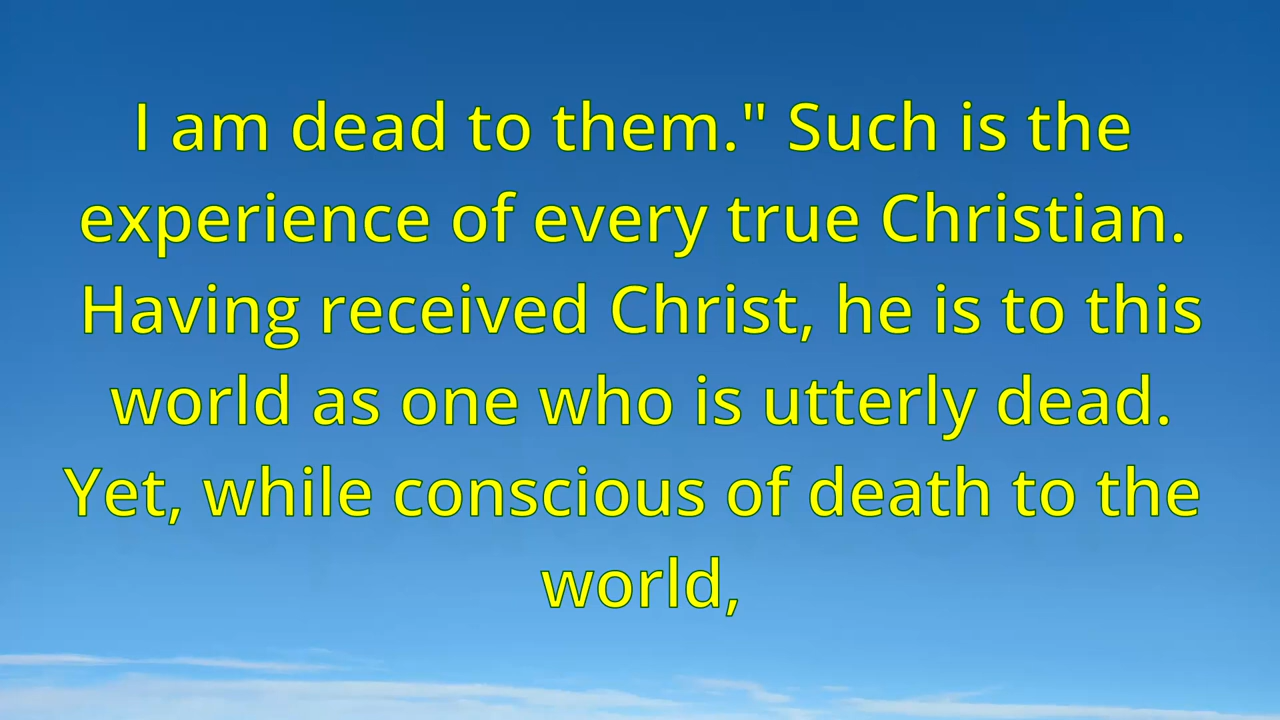 I am dead to them." Such is the
experience of every true Christian.
Having received Christ, he is to this
world as one who is utterly dead.
Yet, while conscious of death to the
world,